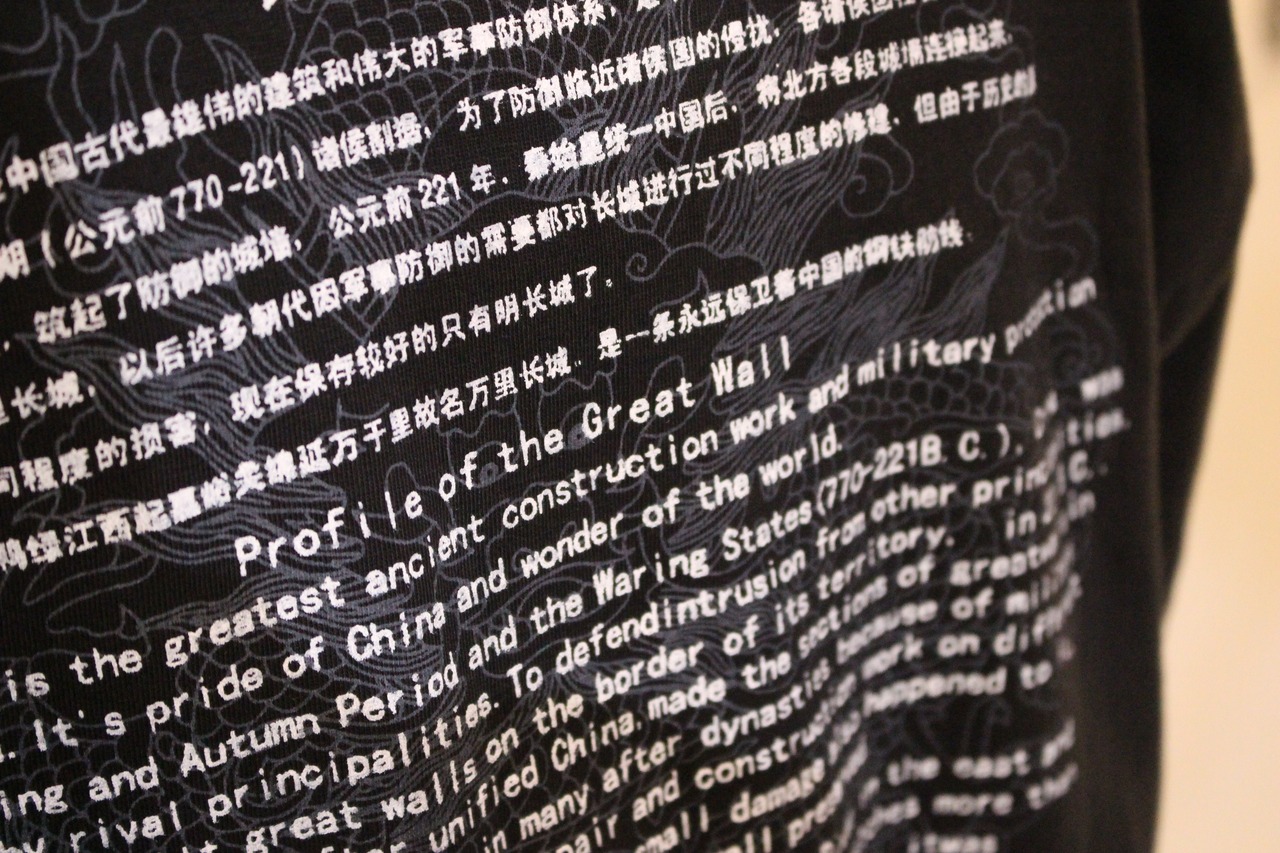 中国古代最雄伟的建筑和伟大的军事防御体系，是
期（公元前770-221）诸侯割据，为了防御临近诸侯国的侵扰，各诸侯国
，筑起了防御的城墙，公元前221年，秦始皇统一中国后，将北方各段城墙连接起来，
里长城，以后许多朝代因军事防御的需要都对长城进行过不同程度的修建，但由于历史的
同程度的损害，现在保存较好的只有明长城了。
鸭绿江西起嘉峪关绵延万千里故名万里长城。是一条永远保卫着中国的钢铁前线.
Profile of the Great Wall
is the greatest ancient construction work and military protection
. It's pride of China and wonder of the world.
ing and Autumn Period and the Waring States(770-221B.C.),
by rival principalities. To defendintrusion from other
great walls on the border of its territory. in
unified China, made the sections of great
in many after dynasties because of
pair and construction work on
small damage happened to
the east and
more than
itwas